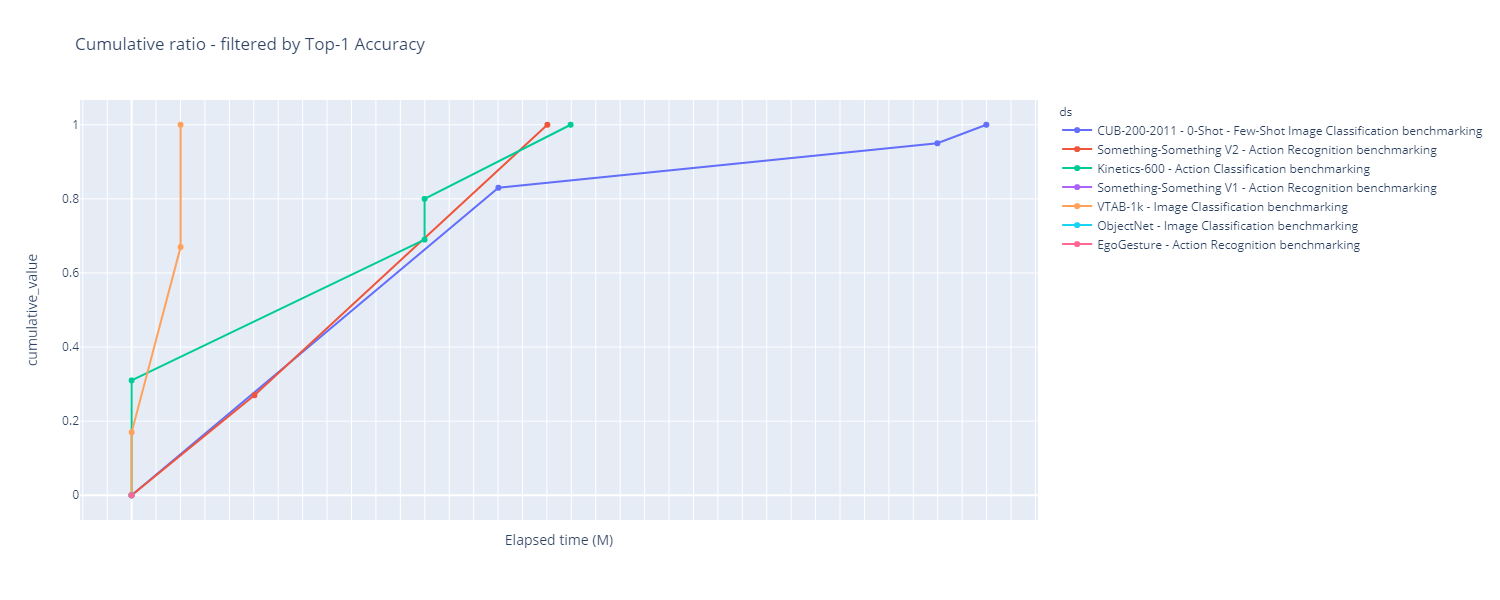 Cumulative ratio - filtered by Top-1 Accuracy
ds
CUB-200-2011 - 0-Shot - Few-Shot Image Classification benchmarking
Something-Something V2 - Action Recognition benchmarking
Kinetics-600 - Action Classification benchmarking
Something-Something V1 - Action Recognition benchmarking
VTAB-1k - Image Classification benchmarking
ObjectNet - Image Classification benchmarking
EgoGesture - Action Recognition benchmarking
1
0.8
0.6
0.4
0.2
0
cumulative_value
Elapsed time (M)